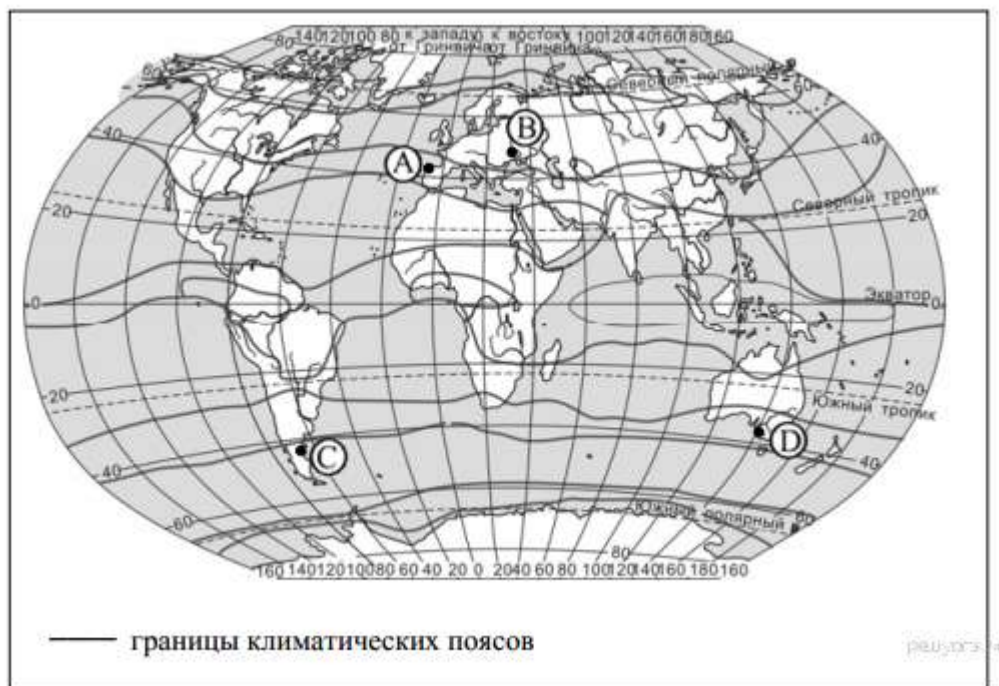 140 120 100 80 к западу к востоку 100 120 140 160 180 160
от Гринвича от Гринвича
80
60
Северный полярный
60
B
40
A
40
Северный тропик
20
20
Экватор
0
0
20
20
Южный тропик
D
C
40
40
60
Южный полярный
80
160 140 120 100 80 60 40 20 0 20 40 60 80 100 120 140 160 180 160
границы климатических поясов